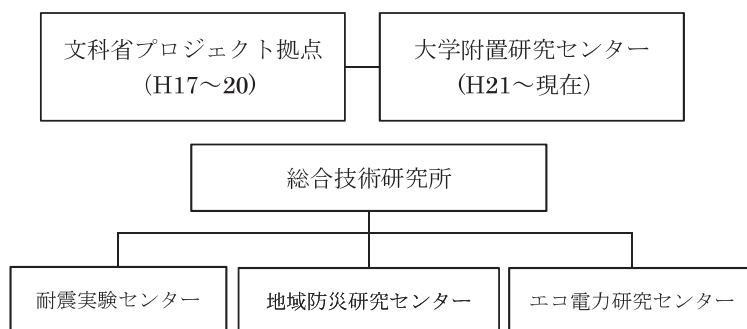 文科省プロジェクト拠点
（H17～20）
大学附置研究センター
（H21～現在）
総合技術研究所
耐震実験センター
地域防災研究センター
エコ電力研究センター